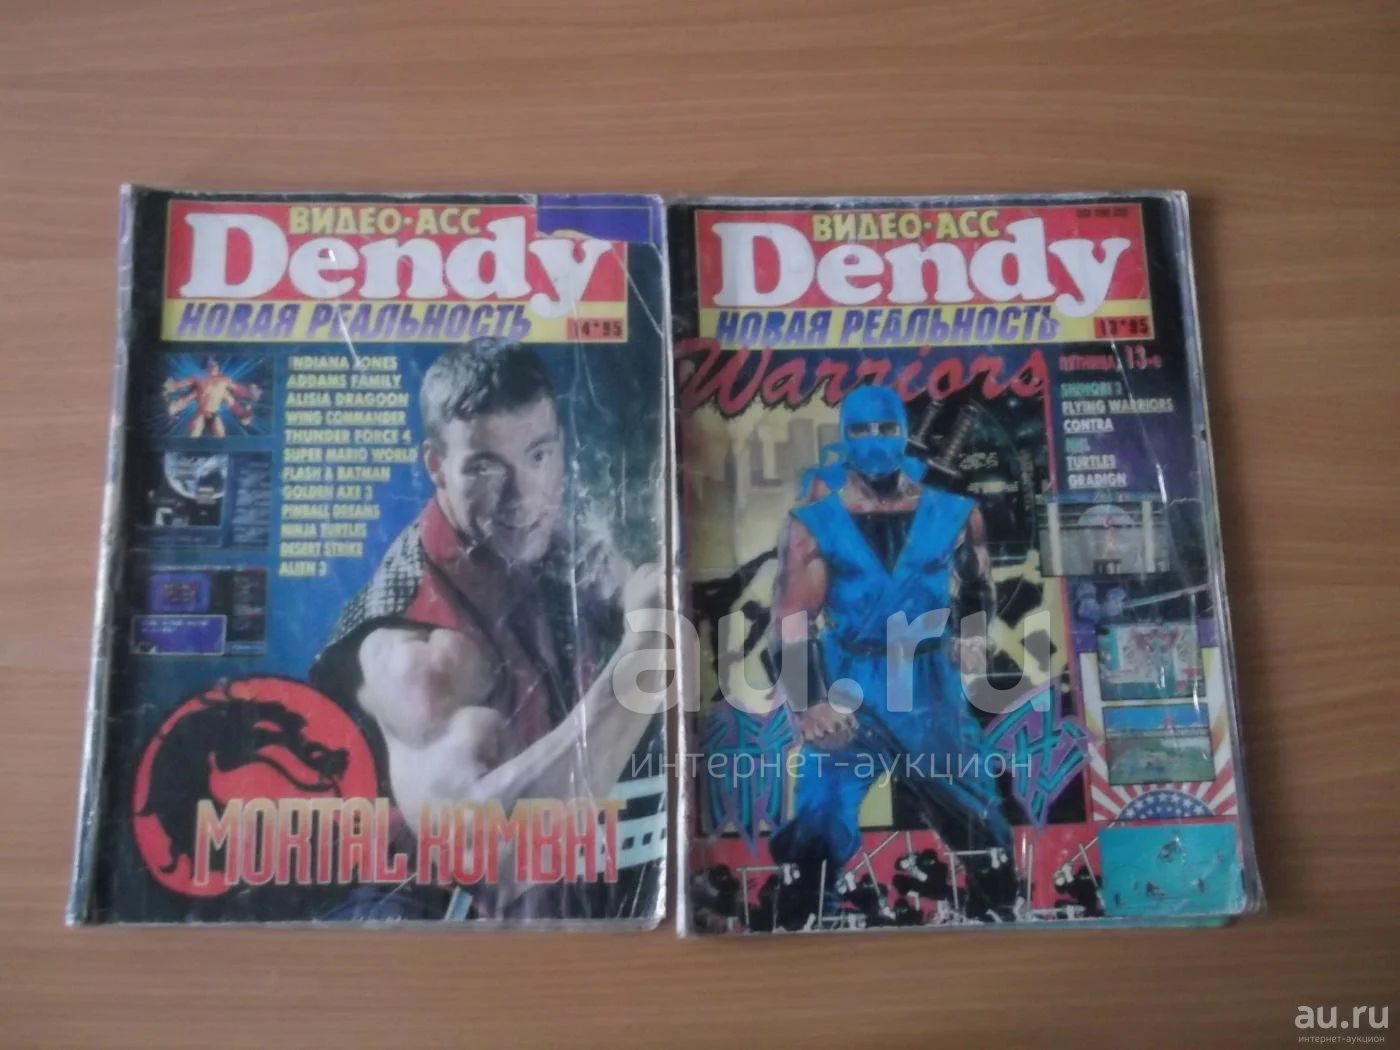 ВИДЕО-АСС
Dendy
НОВАЯ РЕАЛЬНОСТЬ
14*95
INDIANA JONES
ADDAMS FAMILY
ALISIA DRAGOON
WING COMMANDER
THUNDER FORCE 4
SUPER MARIO WORLD
FLASH & BATMAN
GOLDEN AXE 3
PINBALL DREAMS
NINJA TURTLES
DESERT STRIKE
ALIEN 3
MORTAL KOMBAT
ВИДЕО-АСС
Dendy
НОВАЯ РЕАЛЬНОСТЬ
13*95
Warriors
ПЯТНИЦА, 13-е
SHINOBI 3
FLYING WARRIORS
CONTRA
NHL
TURTLES
GRADIGN
au.ru
интернет-аукцион
au.ru
интернет-аукцион